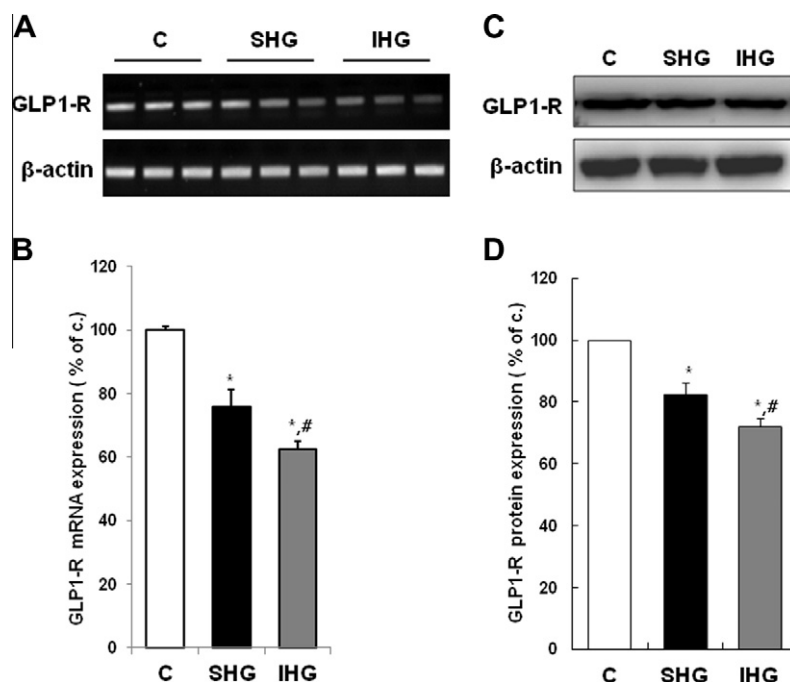 A
C SHG IHG
GLP1-R
β-actin
B
120
100
80
60
40
20
0
GLP1-R mRNA expression ( % of c.)
*
*,#
C SHG IHG
C
C SHG IHG
GLP1-R
β-actin
D
120
100
80
60
40
20
0
GLP1-R protein expression ( % of c.)
*
*,#
C SHG IHG